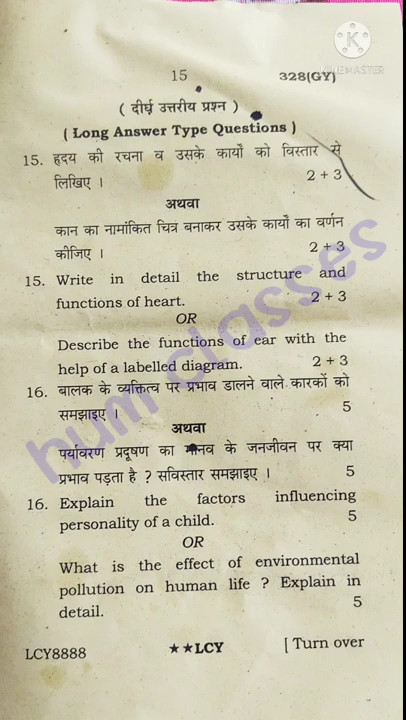 KINEMASTER
15 328(GY)
( दीर्घ उत्तरीय प्रश्न )
( Long Answer Type Questions )
15. हृदय की रचना व उसके कार्यों को विस्तार से
लिखिए । 2 + 3
अथवा
कान का नामांकित चित्र बनाकर उसके कार्यों का वर्णन
कीजिए । 2 + 3
15. Write in detail the structure and
functions of heart. 2 + 3
OR
Describe the functions of ear with the
help of a labelled diagram. 2 + 3
16. बालक के व्यक्तित्व पर प्रभाव डालने वाले कारकों को
समझाइए । 5
अथवा
पर्यावरण प्रदूषण का मानव के जनजीवन पर क्या
प्रभाव पड़ता है ? सविस्तार समझाइए । 5
16. Explain the factors influencing
personality of a child. 5
OR
What is the effect of environmental
pollution on human life ? Explain in
detail. 5
LCY8888 ★★LCY [ Turn over
hum classes